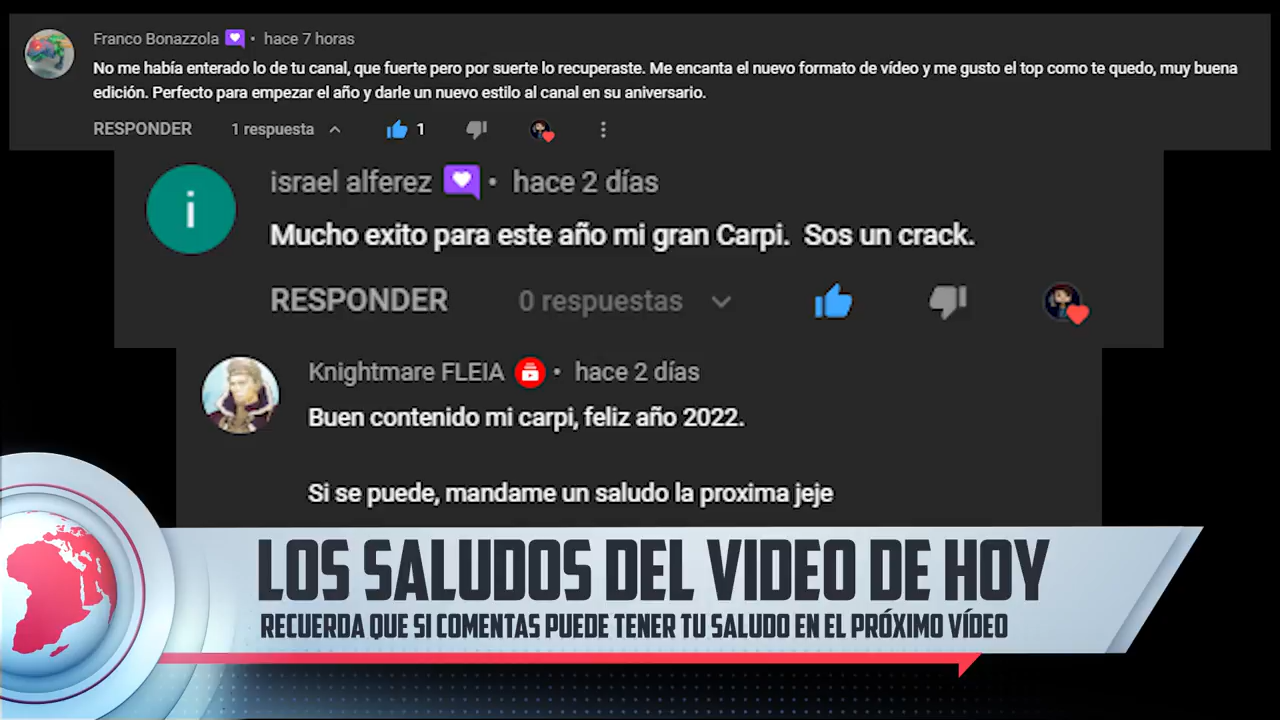 Franco Bonazzola • hace 7 horas
No me había enterado lo de tu canal, que fuerte pero por suerte lo recuperaste. Me encanta el nuevo formato de vídeo y me gusto el top como te quedo, muy buena
edición. Perfecto para empezar el año y darle un nuevo estilo al canal en su aniversario.
RESPONDER 1 respuesta 1
i
israel alferez • hace 2 días
Mucho exito para este año mi gran Carpi. Sos un crack.
RESPONDER 0 respuestas
Knightmare FLEIA • hace 2 días
Buen contenido mi carpi, feliz año 2022.
Si se puede, mandame un saludo la proxima jeje
LOS SALUDOS DEL VIDEO DE HOY
RECUERDA QUE SI COMENTAS PUEDE TENER TU SALUDO EN EL PRÓXIMO VÍDEO